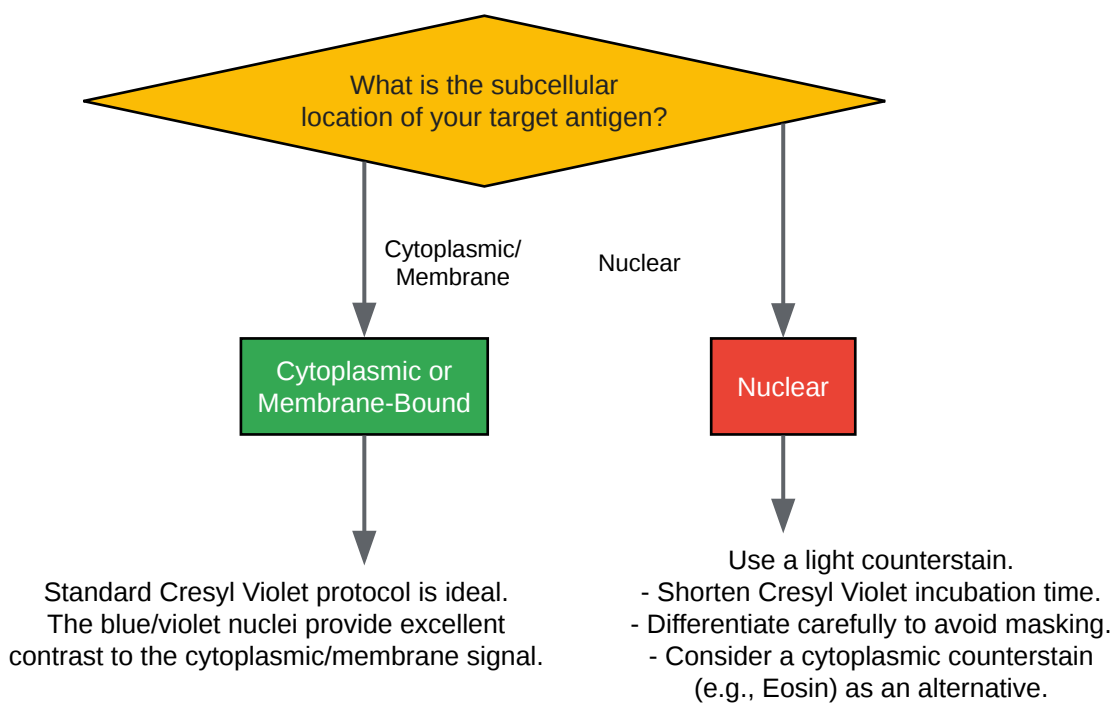 What is the subcellular
location of your target antigen?
Cytoplasmic/
Membrane
Nuclear
Cytoplasmic or
Membrane-Bound
Nuclear
Standard Cresyl Violet protocol is ideal.
The blue/violet nuclei provide excellent
contrast to the cytoplasmic/membrane signal.
Use a light counterstain.
- Shorten Cresyl Violet incubation time.
- Differentiate carefully to avoid masking.
- Consider a cytoplasmic counterstain
(e.g., Eosin) as an alternative.